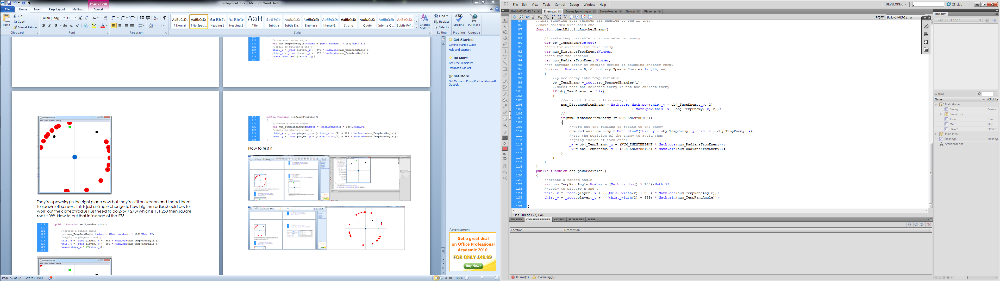 Development.docx - Microsoft Word Starter
Picture Tools
File
Home
Insert
Page Layout
Mailings
Format
Cut
Copy
Format Painter
Paste
Clipboard
Calibri (Body)
11
Font
Paragraph
AaBbCcDc
¶ Normal
AaBbCcDc
¶ No Spaci...
AaBbCc
Heading 1
AaBbCc
Heading 2
AaB
Title
AaBbCc.
Subtitle
AaBbCcDc
Subtle Em...
AaBbCcDc
Emphasis
AaBbCcDc
Intense E...
AaBbCcDc
Strong
AaBbCcDc
Quote
AaBbCcDc
Intense Q...
AABBCCDC
Subtle Ref...
Styles
Change
Styles
Find
Replace
Select
Editing
Spelling
Proofing
Purchase
Upgrade
120 {
121 //create a random angle
122 var num_TempRandAngle:Number = (Math.random() * 180)/Math.PI;
123 //apply to players x and y
124 this._x = _root.player._x + (275 * Math.cos(num_TempRandAngle));
125 this._y = _root.player._y + (275 * Math.sin(num_TempRandAngle));
126 trace(this._x+"||"+this._y);
127 }
Build-06-03-12.swf
File View Control Debug
They're spawning in the right place now but they're still on screen and I need them
to spawn off screen. This is just a simple change to how big the radius should be. To
work out the correct radius I just need to do 275² + 275² which is 151,250 then square
root it 389. Now to put that in instead of the 275
119 public function setSpawnPosition()
120 {
121 //create a random angle
122 var num_TempRandAngle:Number = (Math.random() * 180)/Math.PI;
123 //apply to players x and y
124 this._x = _root.player._x + (389 * Math.cos(num_TempRandAngle));
125 this._y = _root.player._y + (389 * Math.sin(num_TempRandAngle));
126 trace(this._x+"||"+this._y);
127 }
Build-06-03-12.swf
File View Control Debug
119 public function setSpawnPosition()
120 {
121 //create a random angle
122 var num_TempRandAngle:Number = (Math.random() * 180)/Math.PI;
123 //apply to players x and y
124 this._x = _root.player._x + ((this._width/2) + 389 * Math.cos(num_TempRandAngle));
125 this._y = _root.player._y + ((this._width/2) + 389 * Math.sin(num_TempRandAngle));
126 }
Now to test it:
Get Started
Getting Started Guide
Help and Support
Do More
Get Free Templates
Download Clip Art
Get More
Get Microsoft PowerPoint or Microsoft
Outlook
Advertisement
Get a great deal
on Office Professional
Academic 2010.
FOR ONLY £49.99
Buy Now ›
Page: 52 of 52
Words: 3,987
100%
Fl
File Edit View Tools Control Debug Window Help
DEVELOPER
CS Live
Build-07-03-12.fla
Enemy.as
EnemySpawning.as
Inventory.as
Item.as
Player.as
Target: Build-07-03-12.fla
85 //This function goes through all enemies to see if they
86 //have colided with this one
87 function checkHittingAnotherEnemy()
88 {
89 //create temp variable to store selected enemy
90 var obj_TempEnemy:Object;
91 //and for distance for this enemy
92 var num_DistanceFromEnemy:Number;
93 //and for the radians
94 var num_RadiansFromEnemy:Number;
95 //go through array of enemies seeing if touching another enemy
96 for(var i:Number = 0;i<_root.ary_SpawnedEnemies.length;i++)
97 {
98 //place enemy into temp variable
99 obj_TempEnemy =_root.ary_SpawnedEnemies[i];
100 //check that the selected enemy is not the current enemy
101 if(obj_TempEnemy != this)
102 {
103 //work out distance from enemy i
104 num_DistanceFromEnemy = Math.sqrt(Math.pow(this._y - obj_TempEnemy._y, 2)
105 + Math.pow(this._x - obj_TempEnemy._x, 2));
106 //
107 if(num_DistanceFromEnemy <= NUM_ENEMYHEIGHT)
108 {
109 //work out the radians to rotate to the enemy
110 num_RadiansFromEnemy = Math.atan2(this._y - obj_TempEnemy._y,this._x - obj_TempEnemy._x);
111 //set the position of the enemy to avoid them
112 //going inside of each other
113 _x = obj_TempEnemy._x + (NUM_ENEMYHEIGHT * Math.cos(num_RadiansFromEnemy));
114 _y = obj_TempEnemy._y + (NUM_ENEMYHEIGHT * Math.sin(num_RadiansFromEnemy));
115 }
116 }
117 }
118 }
119 public function setSpawnPosition()
120 {
121 //create a random angle
122 var num_TempRandAngle:Number = (Math.random() * 180)/Math.PI;
123 //apply to players x and y
124 this._x = _root.player._x + (((this._width/2) + 389) * Math.cos(num_TempRandAngle));
125 this._y = _root.player._y + (((this._width/2) + 389) * Math.sin(num_TempRandAngle));
126 }
127 }
Line 108 of 127, Col 6
TIMELINE
COMPILER ERRORS
OUTPUT
PROPERTIES
SCENE
Location
Description
0 Error(s)
0 Warning(s)
LIBRARY
Build-07-03-12.fla
69 items
Name
AS Linka
Main Game
Enemy Enemy
Inventory
Item Item
Map Map
Player Player
Main Menu
Message Messag
StandardFont